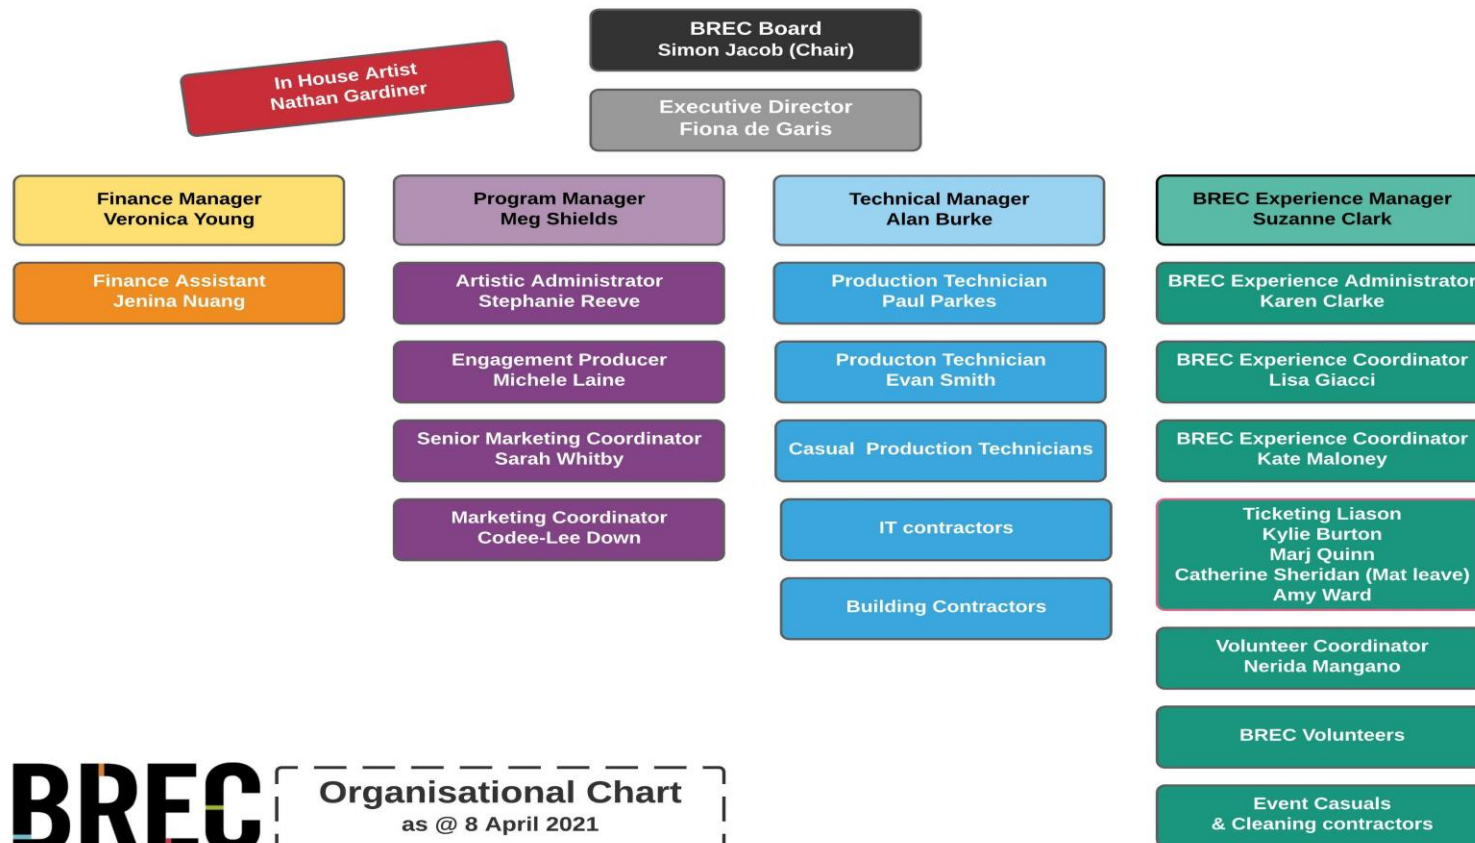 BREC Board
Simon Jacob (Chair)
In House Artist
Nathan Gardiner
Executive Director
Fiona de Garis
Finance Manager
Veronica Young
Finance Assistant
Jenina Nuang
Program Manager
Meg Shields
Artistic Administrator
Stephanie Reeve
Engagement Producer
Michele Laine
Senior Marketing Coordinator
Sarah Whitby
Marketing Coordinator
Codee-Lee Down
Technical Manager
Alan Burke
Production Technician
Paul Parkes
Producton Technician
Evan Smith
Casual Production Technicians
IT contractors
Building Contractors
BREC Experience Manager
Suzanne Clark
BREC Experience Administrator
Karen Clarke
BREC Experience Coordinator
Lisa Giacci
BREC Experience Coordinator
Kate Maloney
Ticketing Liason
Kylie Burton
Marj Quinn
Catherine Sheridan (Mat leave)
Amy Ward
Volunteer Coordinator
Nerida Mangano
BREC Volunteers
Event Casuals
& Cleaning contractors
BREC
Organisational Chart
as @ 8 April 2021